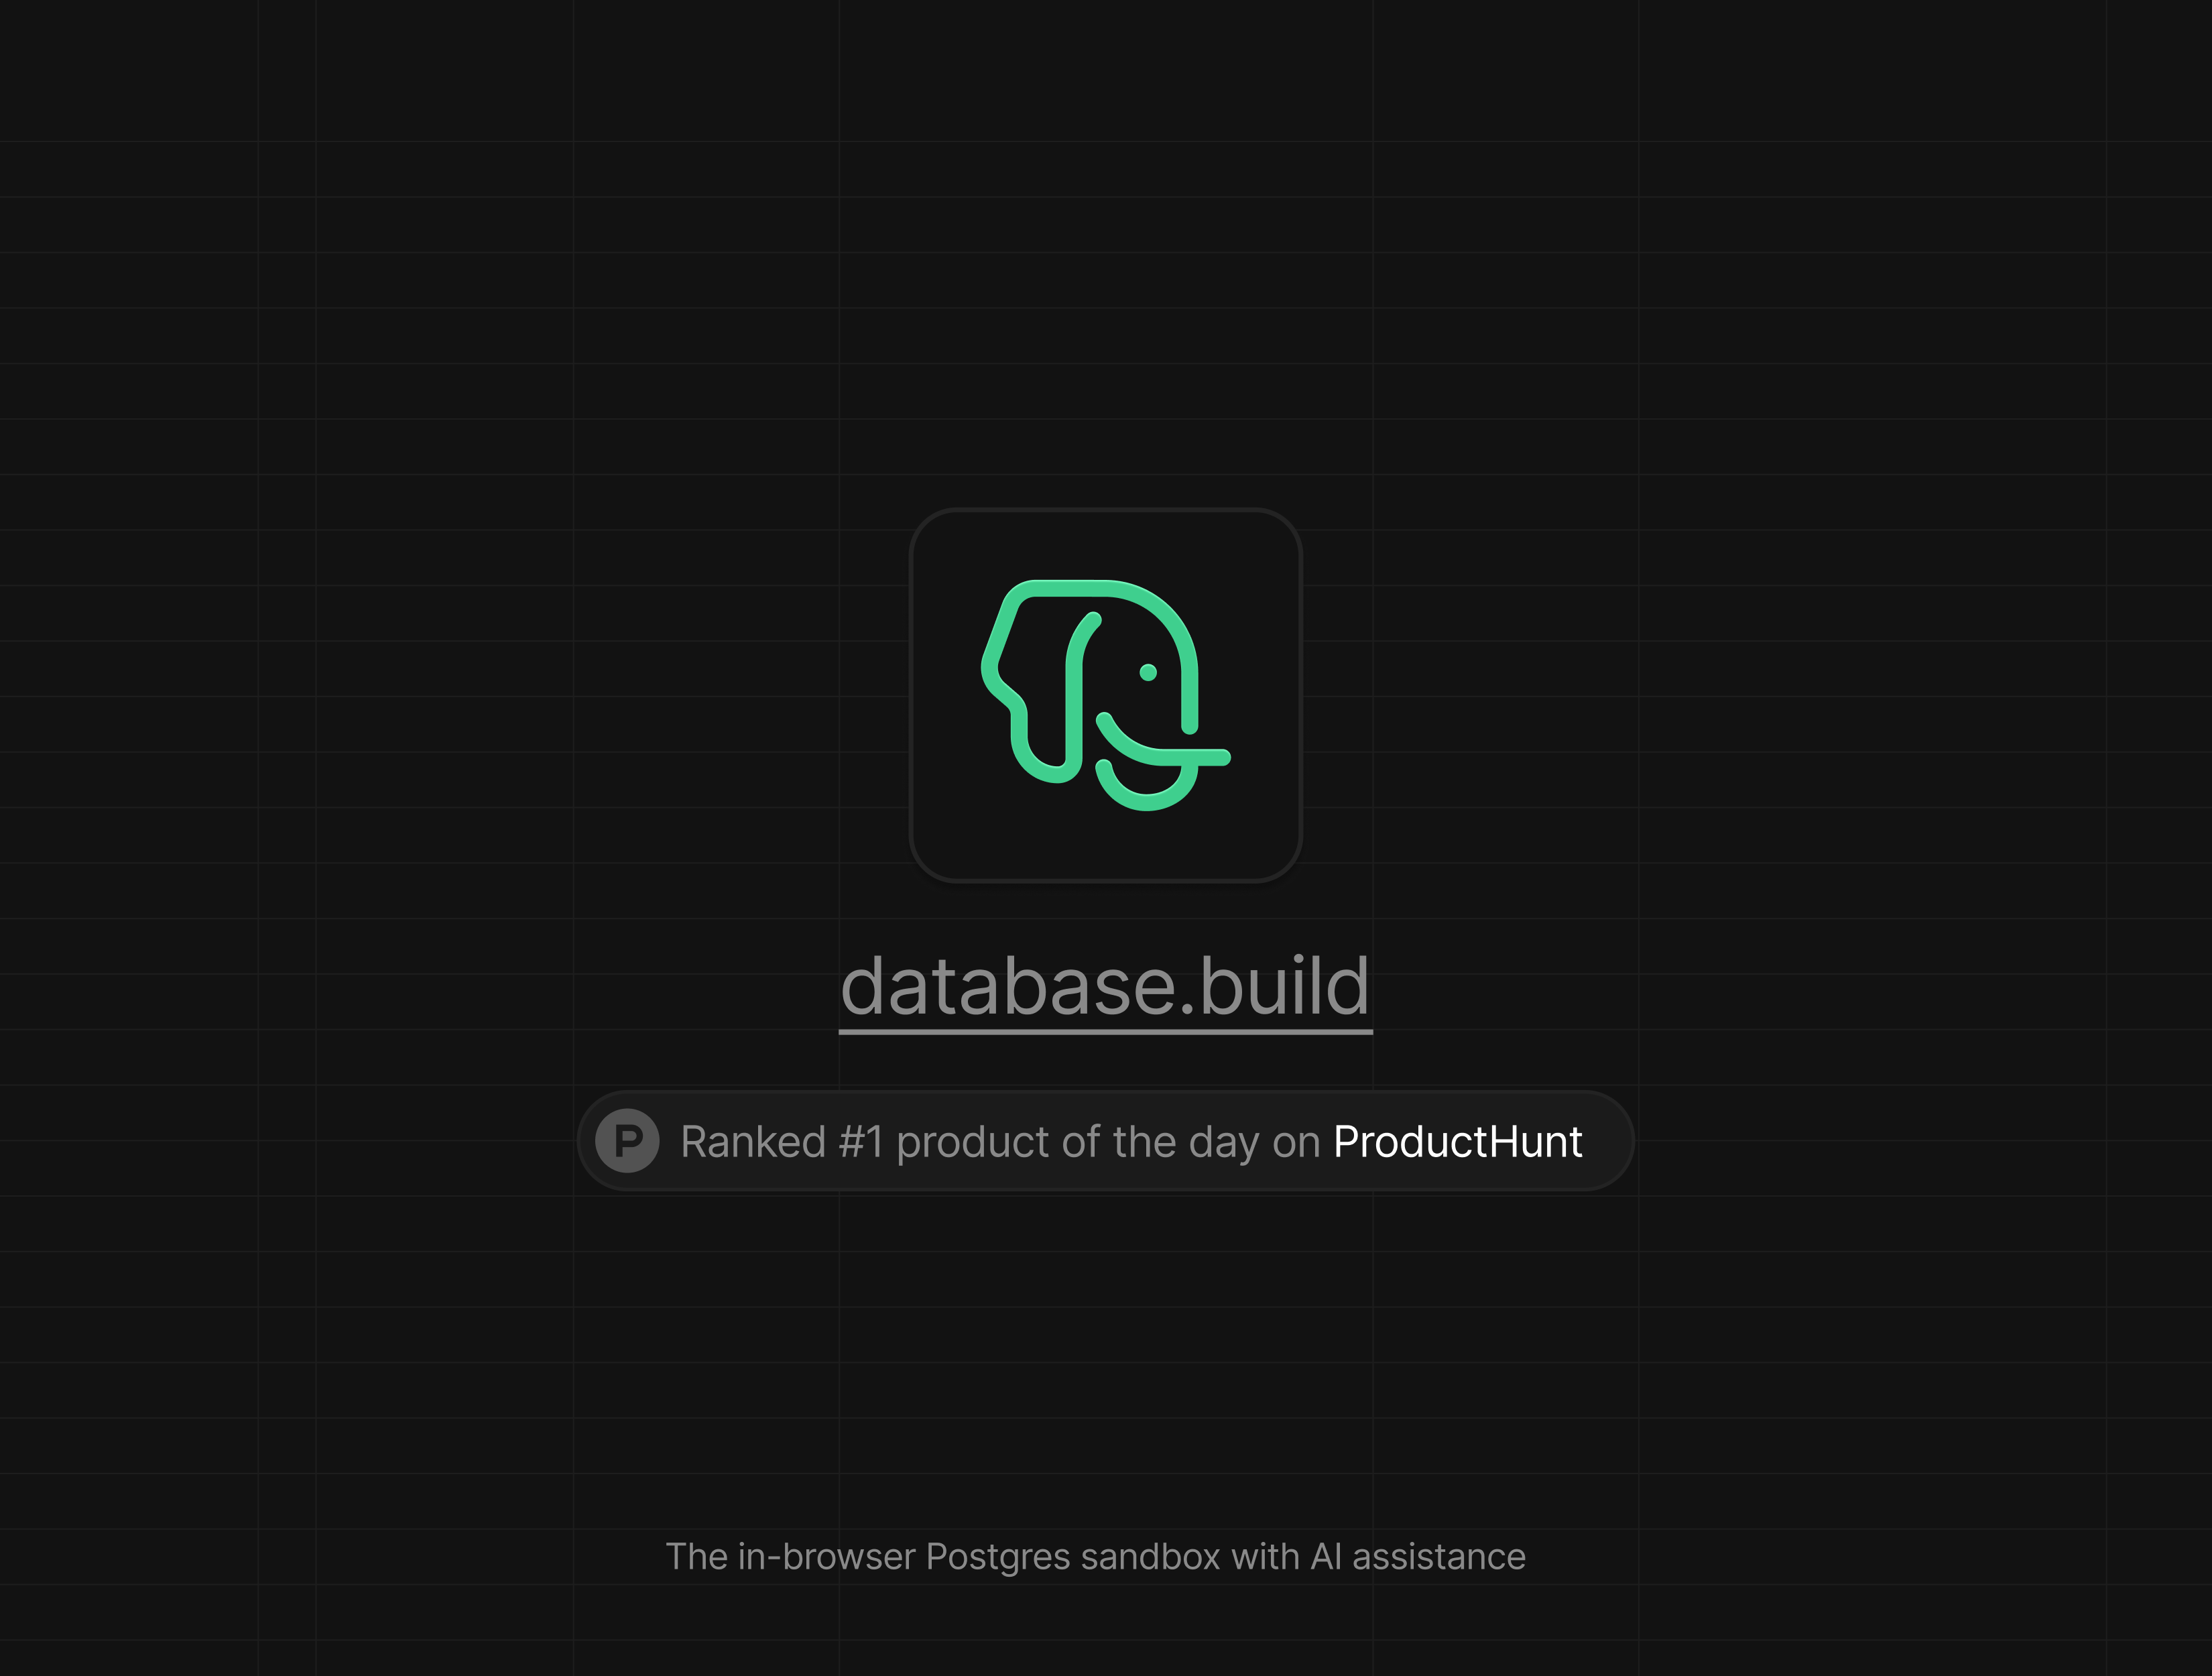 database.build
P Ranked #1 product of the day on ProductHunt
The in-browser Postgres sandbox with AI assistance